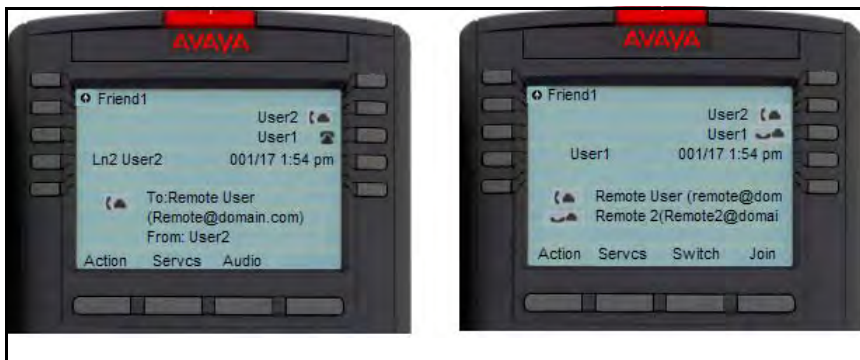 AVAYA
Friend1
User2
User1
Ln2 User2 001/17 1:54 pm
To:Remote User
(Remote@domain.com)
From: User2
Action Servcs Audio
AVAYA
Friend1
User2
User1
User1 001/17 1:54 pm
Remote User (remote@dom
Remote 2(Remote2@domai
Action Servcs Switch Join